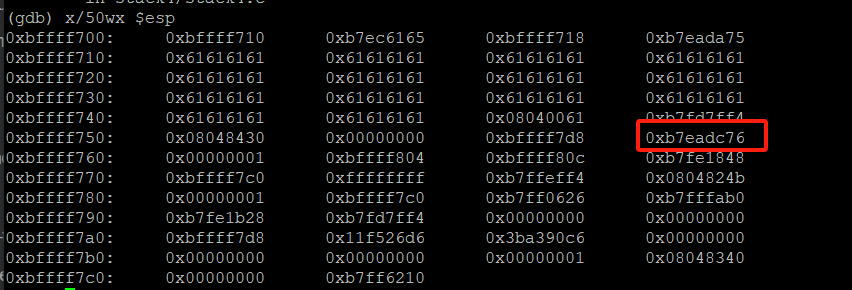 in stack4/stack4.c
(gdb) x/50wx $esp
0xbffff700: 0xbffff710 0xb7ec6165 0xbffff718 0xb7eada75
0xbffff710: 0x61616161 0x61616161 0x61616161 0x61616161
0xbffff720: 0x61616161 0x61616161 0x61616161 0x61616161
0xbffff730: 0x61616161 0x61616161 0x61616161 0x61616161
0xbffff740: 0x61616161 0x61616161 0x08040061 0xb7fd7ff4
0xbffff750: 0x08048430 0x00000000 0xbffff7d8 0xb7eadc76
0xbffff760: 0x00000001 0xbffff804 0xbffff80c 0xb7fe1848
0xbffff770: 0xbffff7c0 0xffffffff 0xb7ffeff4 0x0804824b
0xbffff780: 0x00000001 0xbffff7c0 0xb7ff0626 0xb7fffab0
0xbffff790: 0xb7fe1b28 0xb7fd7ff4 0x00000000 0x00000000
0xbffff7a0: 0xbffff7d8 0x11f526d6 0x3ba390c6 0x00000000
0xbffff7b0: 0x00000000 0x00000000 0x00000001 0x08048340
0xbffff7c0: 0x00000000 0xb7ff6210